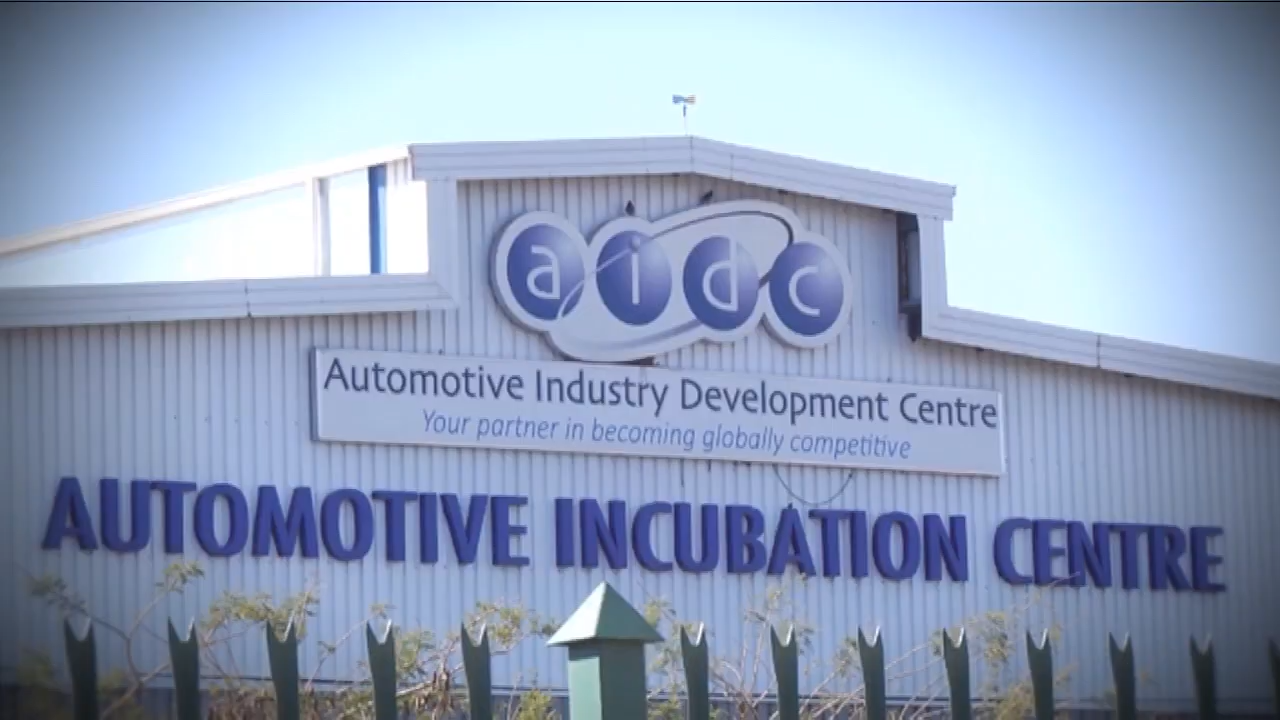 aidc
Automotive Industry Development Centre
Your partner in becoming globally competitive
AUTOMOTIVE INCUBATION CENTRE